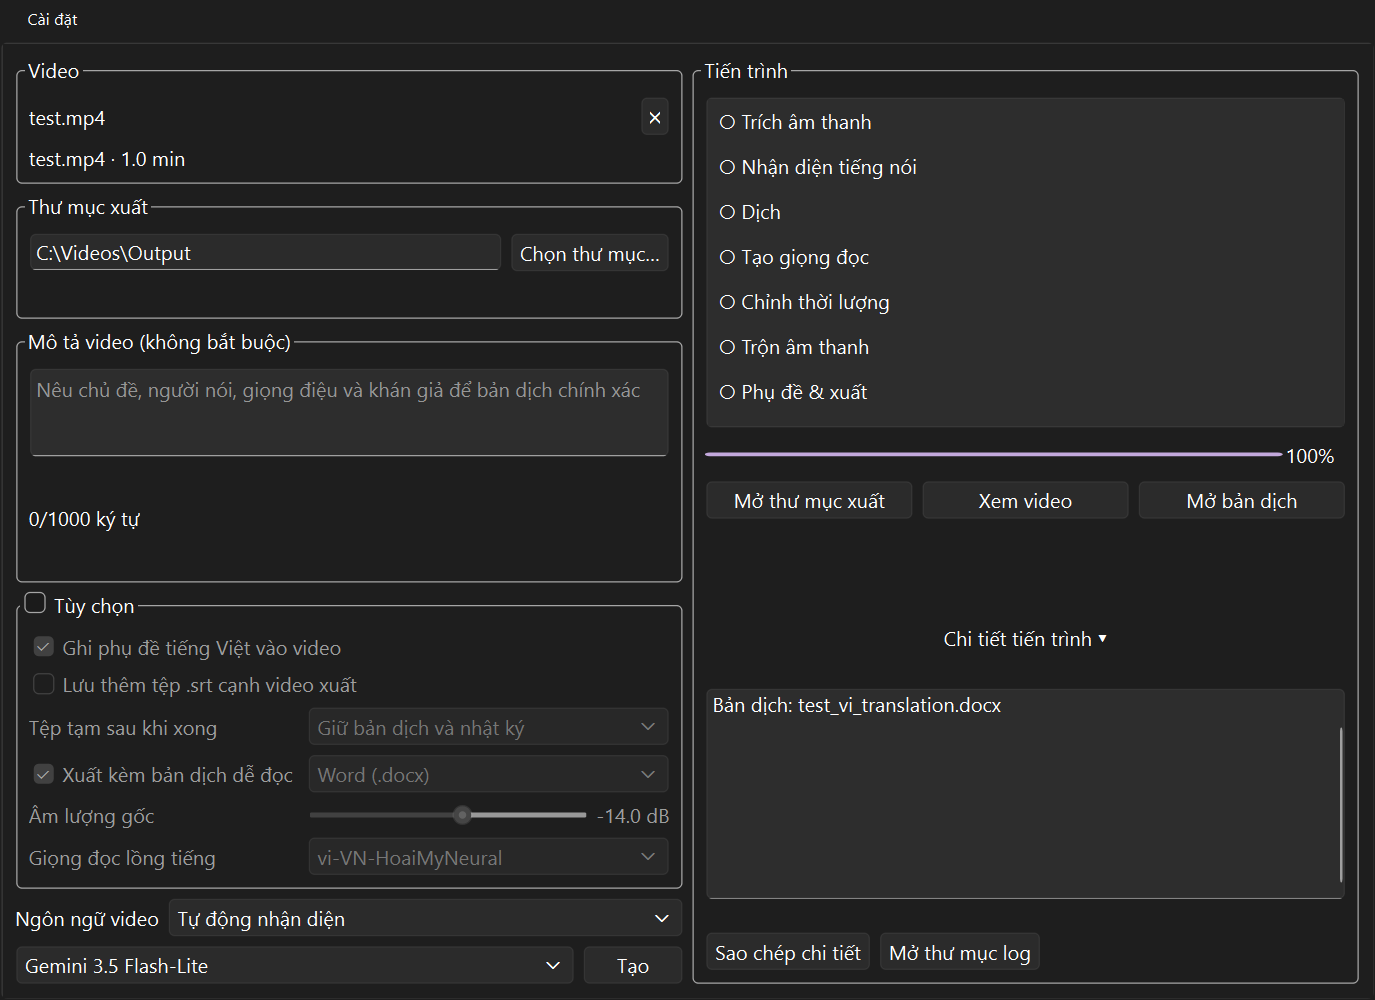 Cài đặt
Video
test.mp4
×
test.mp4 · 1.0 min
Thư mục xuất
C:\Videos\Output
Chọn thư mục...
Mô tả video (không bắt buộc)
Nêu chủ đề, người nói, giọng điệu và khán giả để bản dịch chính xác
0/1000 ký tự
Tùy chọn
Ghi phụ đề tiếng Việt vào video
Lưu thêm tệp .srt cạnh video xuất
Tệp tạm sau khi xong
Giữ bản dịch và nhật ký
Xuất kèm bản dịch dễ đọc
Word (.docx)
Âm lượng gốc
-14.0 dB
Giọng đọc lồng tiếng
vi-VN-HoaiMyNeural
Ngôn ngữ video
Tự động nhận diện
Gemini 3.5 Flash-Lite
Tạo
Tiến trình
Trích âm thanh
Nhận diện tiếng nói
Dịch
Tạo giọng đọc
Chỉnh thời lượng
Trộn âm thanh
Phụ đề & xuất
100%
Mở thư mục xuất
Xem video
Mở bản dịch
Chi tiết tiến trình ▾
Bản dịch: test_vi_translation.docx
Sao chép chi tiết
Mở thư mục log